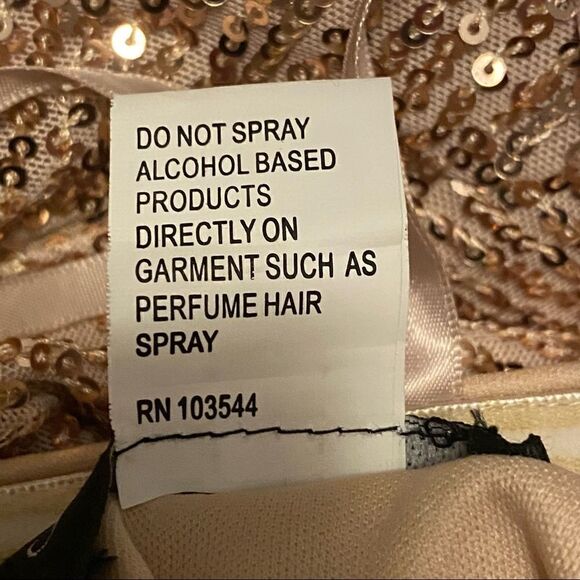 DO NOT SPRAY
ALCOHOL BASED
PRODUCTS
DIRECTLY ON
GARMENT SUCH AS
PERFUME HAIR
SPRAY
RN 103544